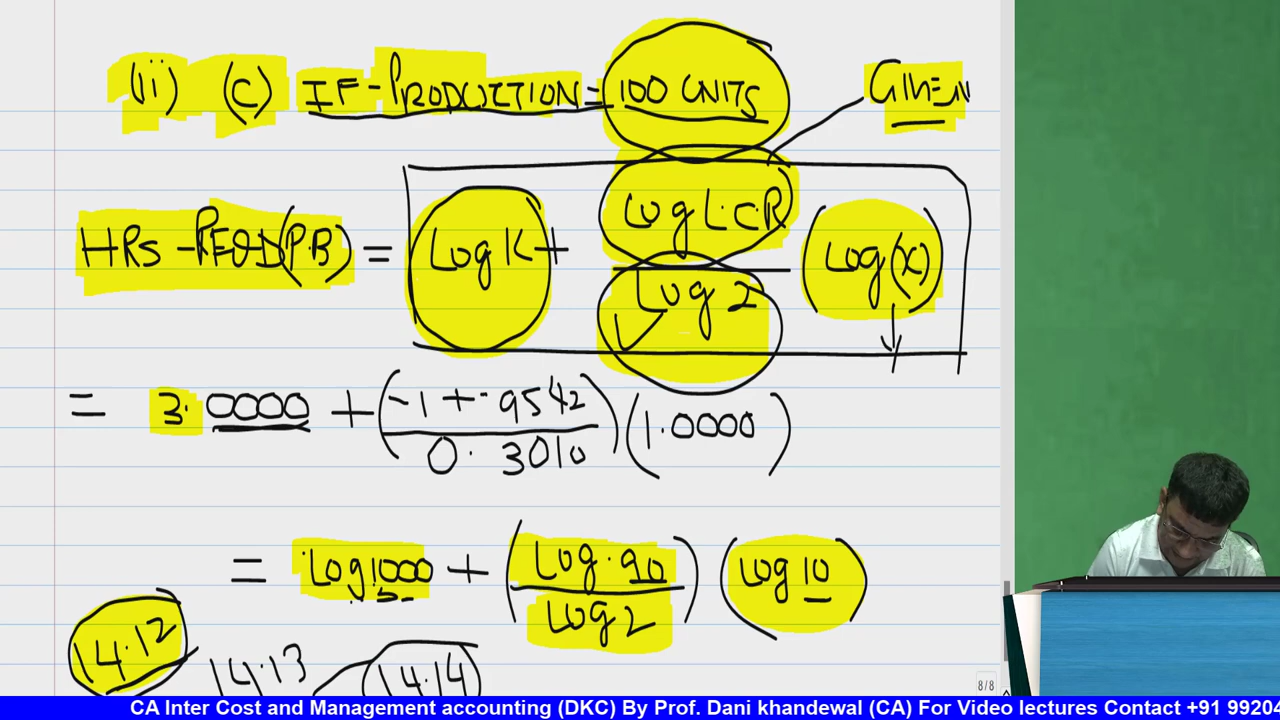 (ii) (C) IF-PRODUCTION = 100 UNITS GIVEN
HRS-REQD(P.B) = Log K + Log L.C.R / Log 2 (Log(x))
= 3.0000 + (-1 + .9542 / 0.3010) (1.0000)
= Log 1000 + (Log .90 / Log 2) (Log 10)
14.12 14.13 14.14
8/8
CA Inter Cost and Management accounting (DKC) By Prof. Dani khandewal (CA) For Video lectures Contact +91 99204